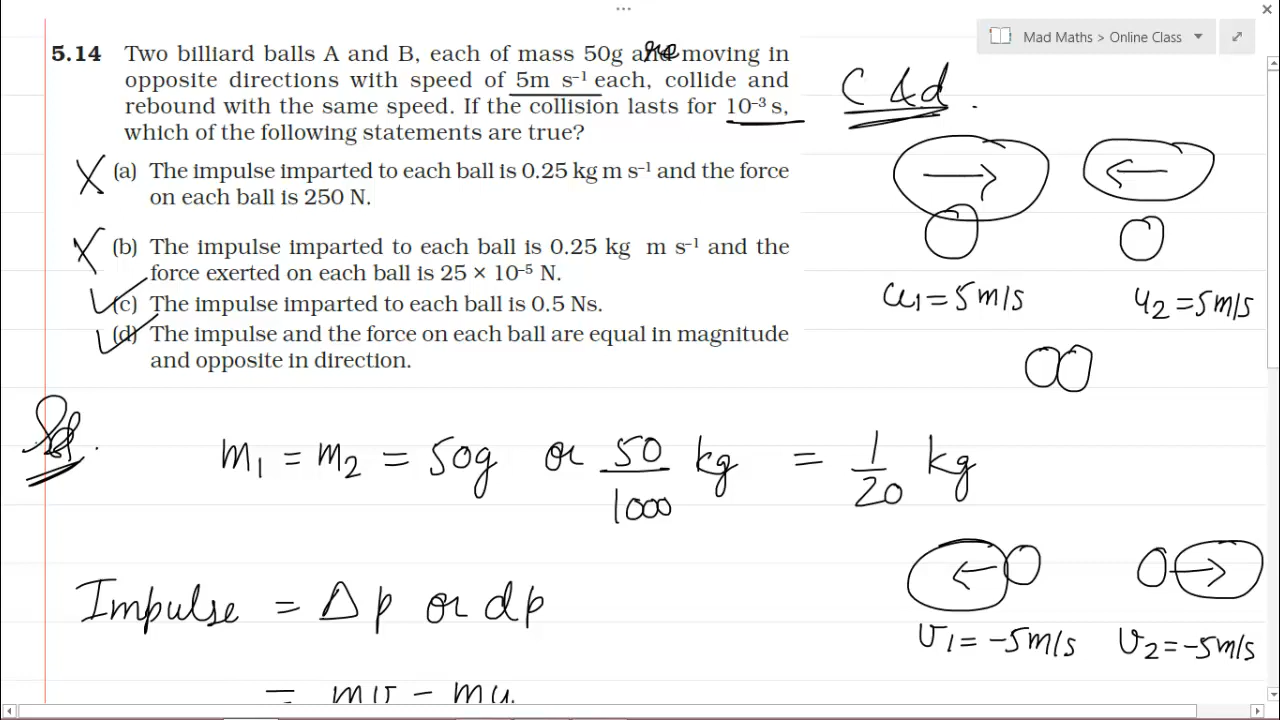 Mad Maths > Online Class
5.14 Two billiard balls A and B, each of mass 50g are moving in
opposite directions with speed of 5m s⁻¹ each, collide and
rebound with the same speed. If the collision lasts for 10⁻³ s,
which of the following statements are true?
C & d.
(a) The impulse imparted to each ball is 0.25 kg m s⁻¹ and the force
on each ball is 250 N.
(b) The impulse imparted to each ball is 0.25 kg m s⁻¹ and the
force exerted on each ball is 25 × 10⁻⁵ N.
(c) The impulse imparted to each ball is 0.5 Ns.
(d) The impulse and the force on each ball are equal in magnitude
and opposite in direction.
u₁ = 5m/s u₂ = 5m/s
Sol.
m₁ = m₂ = 50g or 50/1000 kg = 1/20 kg
Impulse = Δp or dp
v₁ = -5m/s v₂ = -5m/s
= mv - mu